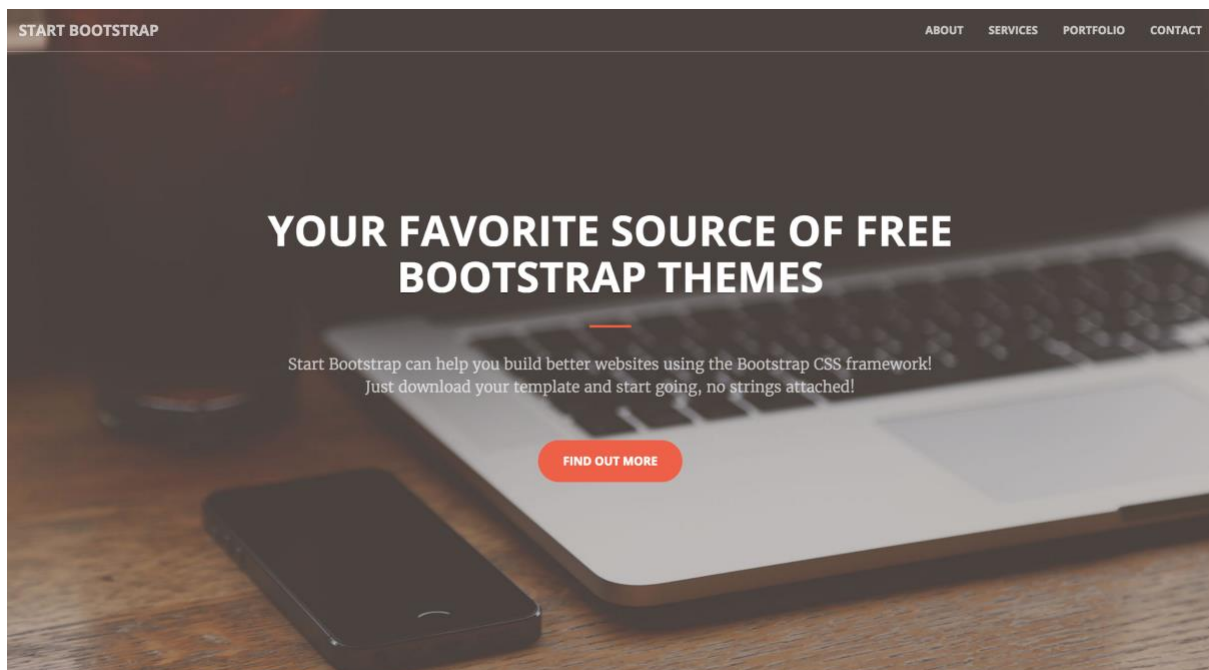 START BOOTSTRAP
ABOUT SERVICES PORTFOLIO CONTACT
YOUR FAVORITE SOURCE OF FREE
BOOTSTRAP THEMES
Start Bootstrap can help you build better websites using the Bootstrap CSS framework!
Just download your template and start going, no strings attached!
FIND OUT MORE